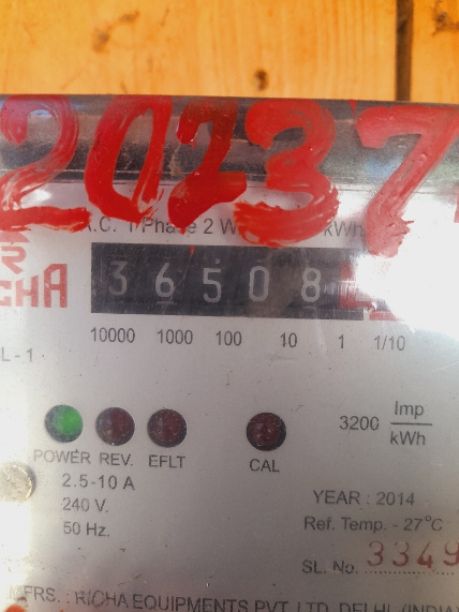 20237
A.C. 1 Phase 2 W kWh
36508
10000 1000 100 10 1 1/10
L-1
3200 Imp/kWh
POWER REV. EFLT CAL
2.5-10 A
240 V.
50 Hz.
YEAR : 2014
Ref. Temp. - 27°C
SL. No. 3349
MFRS. : RICHA EQUIPMENTS PVT. LTD. DELHI (INDIA